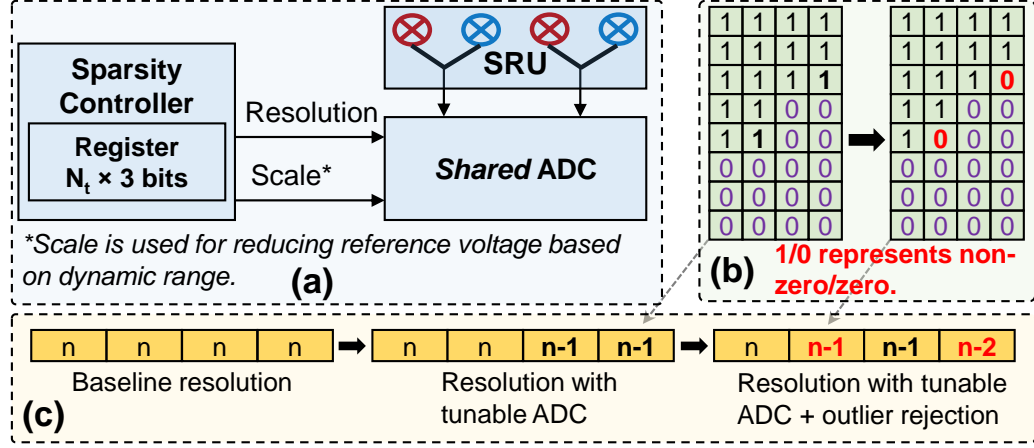 Sparsity
Controller
Register
Nt × 3 bits
Resolution
Scale*
SRU
Shared ADC
*Scale is used for reducing reference voltage based
on dynamic range.
(a)
1 1 1 1
1 1 1 1
1 1 1 1
1 1 0 0
1 1 0 0
0 0 0 0
0 0 0 0
0 0 0 0
1 1 1 1
1 1 1 1
1 1 1 0
1 1 0 0
1 0 0 0
0 0 0 0
0 0 0 0
0 0 0 0
(b)
1/0 represents non-
zero/zero.
n n n n
Baseline resolution
n n n-1 n-1
Resolution with
tunable ADC
n n-1 n-1 n-2
Resolution with tunable
ADC + outlier rejection
(c)